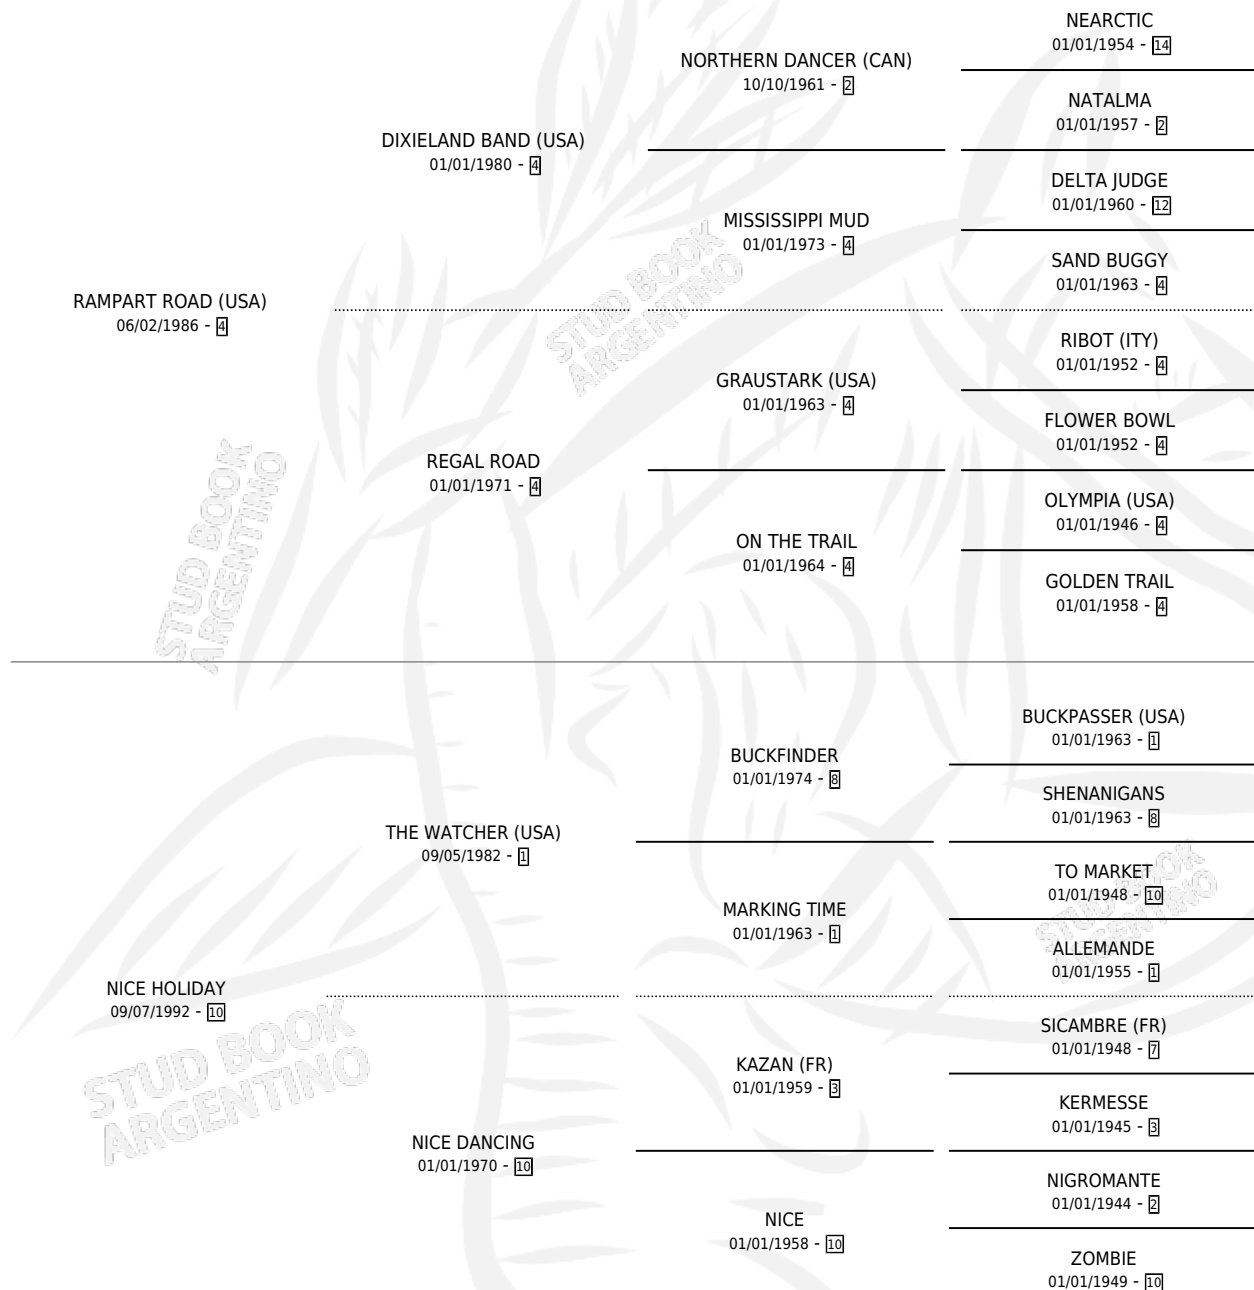 NEARCTIC
01/01/1954 - 14
NORTHERN DANCER (CAN)
10/10/1961 - 2
NATALMA
01/01/1957 - 2
DIXIELAND BAND (USA)
01/01/1980 - 4
DELTA JUDGE
01/01/1960 - 12
MISSISSIPPI MUD
01/01/1973 - 4
SAND BUGGY
01/01/1963 - 4
RAMPART ROAD (USA)
06/02/1986 - 4
STUD BOOK
ARGENTINO
RIBOT (ITY)
01/01/1952 - 4
GRAUSTARK (USA)
01/01/1963 - 4
FLOWER BOWL
01/01/1952 - 4
REGAL ROAD
01/01/1971 - 4
OLYMPIA (USA)
01/01/1946 - 4
ON THE TRAIL
01/01/1964 - 4
GOLDEN TRAIL
01/01/1958 - 4
STUD BOOK
ARGENTINO
BUCKPASSER (USA)
01/01/1963 - 1
BUCKFINDER
01/01/1974 - 8
SHENANIGANS
01/01/1963 - 8
THE WATCHER (USA)
09/05/1982 - 1
TO MARKET
01/01/1948 - 10
MARKING TIME
01/01/1963 - 1
STUD BOOK
ARGENTINO
ALLEMANDE
01/01/1955 - 1
NICE HOLIDAY
09/07/1992 - 10
SICAMBRE (FR)
01/01/1948 - 7
KAZAN (FR)
01/01/1959 - 3
STUD BOOK
ARGENTINO
KERMESSE
01/01/1945 - 3
NICE DANCING
01/01/1970 - 10
NIGROMANTE
01/01/1944 - 2
NICE
01/01/1958 - 10
ZOMBIE
01/01/1949 - 10